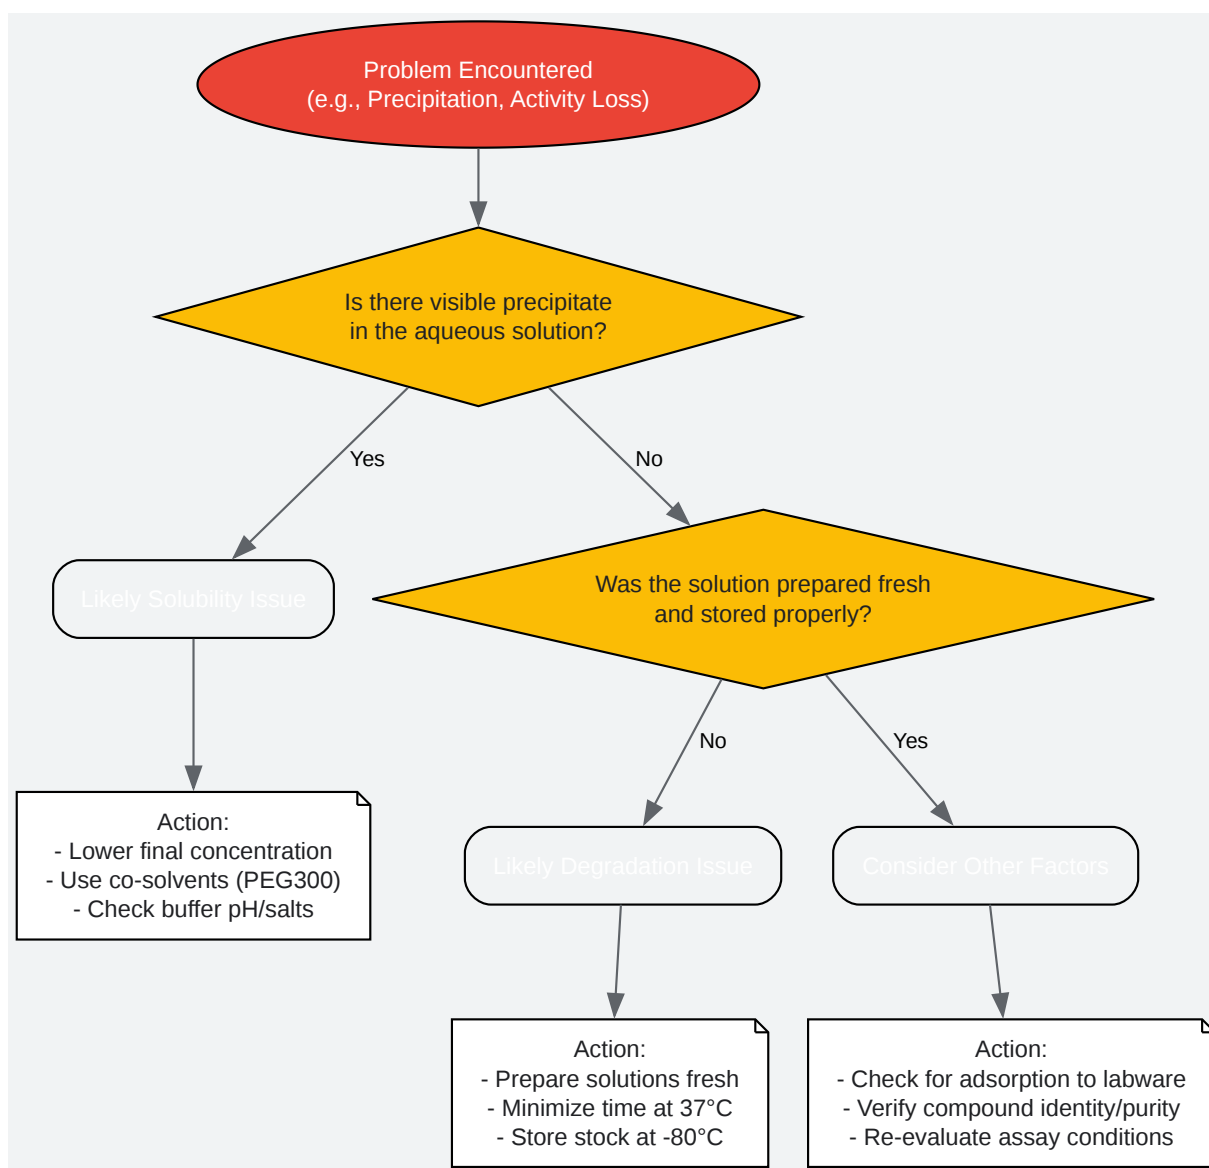 Problem Encountered
(e.g., Precipitation, Activity Loss)
Is there visible precipitate
in the aqueous solution?
Yes
No
Likely Solubility Issue
Was the solution prepared fresh
and stored properly?
No
Yes
Action:
- Lower final concentration
- Use co-solvents (PEG300)
- Check buffer pH/salts
Likely Degradation Issue
Consider Other Factors
Action:
- Prepare solutions fresh
- Minimize time at 37°C
- Store stock at -80°C
Action:
- Check for adsorption to labware
- Verify compound identity/purity
- Re-evaluate assay conditions